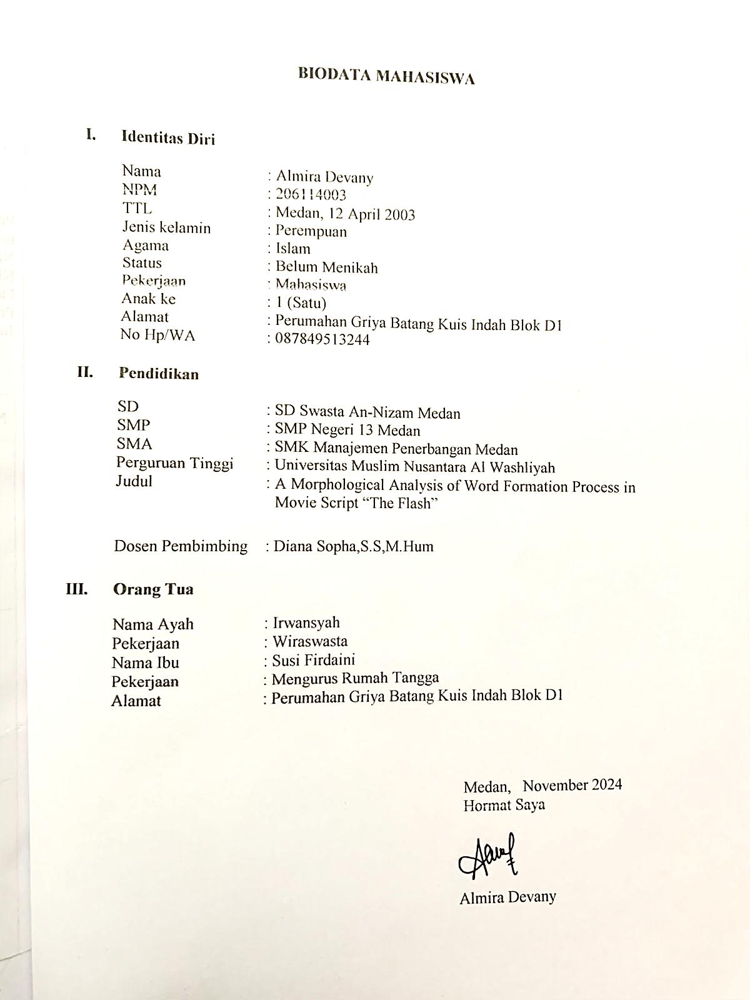 BIODATA MAHASISWA
I. Identitas Diri
Nama : Almira Devany
NPM : 206114003
TTL : Medan, 12 April 2003
Jenis kelamin : Perempuan
Agama : Islam
Status : Belum Menikah
Pekerjaan : Mahasiswa
Anak ke : 1 (Satu)
Alamat : Perumahan Griya Batang Kuis Indah Blok D1
No Hp/WA : 087849513244
II. Pendidikan
SD : SD Swasta An-Nizam Medan
SMP : SMP Negeri 13 Medan
SMA : SMK Manajemen Penerbangan Medan
Perguruan Tinggi : Universitas Muslim Nusantara Al Washliyah
Judul : A Morphological Analysis of Word Formation Process in
Movie Script “The Flash”
Dosen Pembimbing : Diana Sopha,S.S,M.Hum
III. Orang Tua
Nama Ayah : Irwansyah
Pekerjaan : Wiraswasta
Nama Ibu : Susi Firdaini
Pekerjaan : Mengurus Rumah Tangga
Alamat : Perumahan Griya Batang Kuis Indah Blok D1
Medan, November 2024
Hormat Saya
Almira Devany